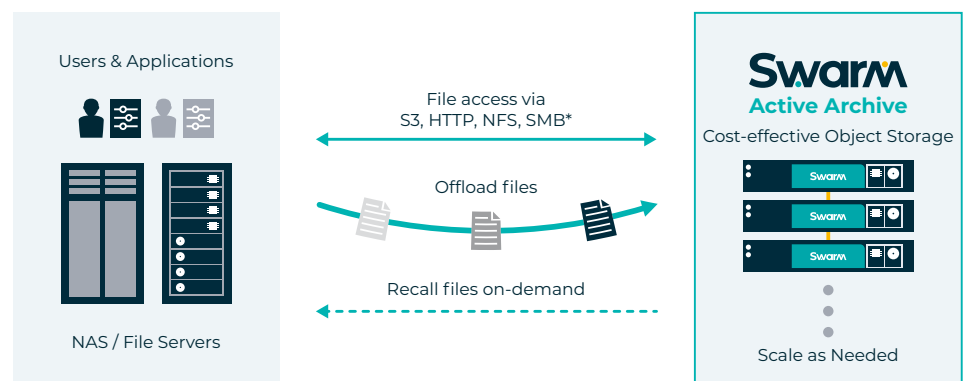 Users & Applications
NAS / File Servers
File access via
S3, HTTP, NFS, SMB*
Offload files
Recall files on-demand
Swarm
Active Archive
Cost-effective Object Storage
Swarm
Swarm
Swarm
Scale as Needed